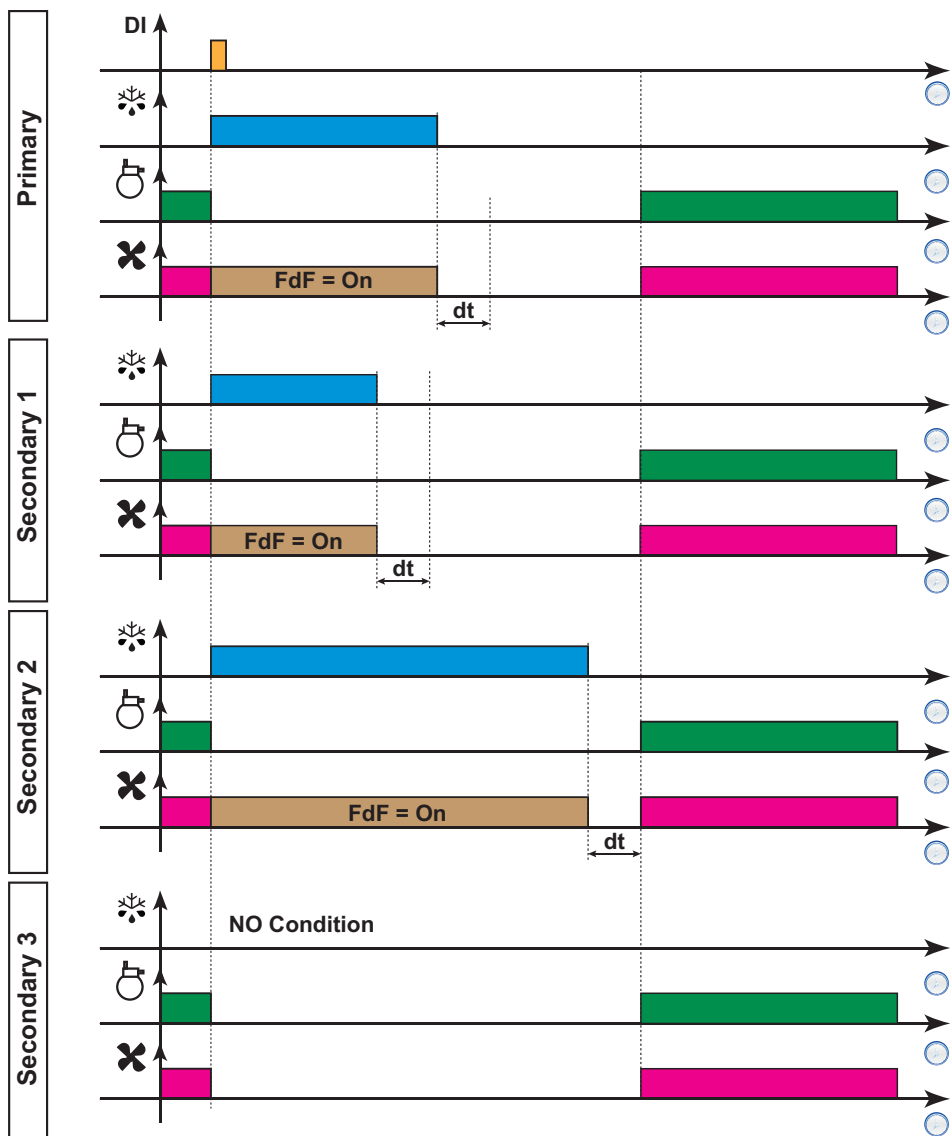 Primary
DI
FdF = On
dt
Secondary 1
FdF = On
dt
Secondary 2
FdF = On
dt
Secondary 3
NO Condition